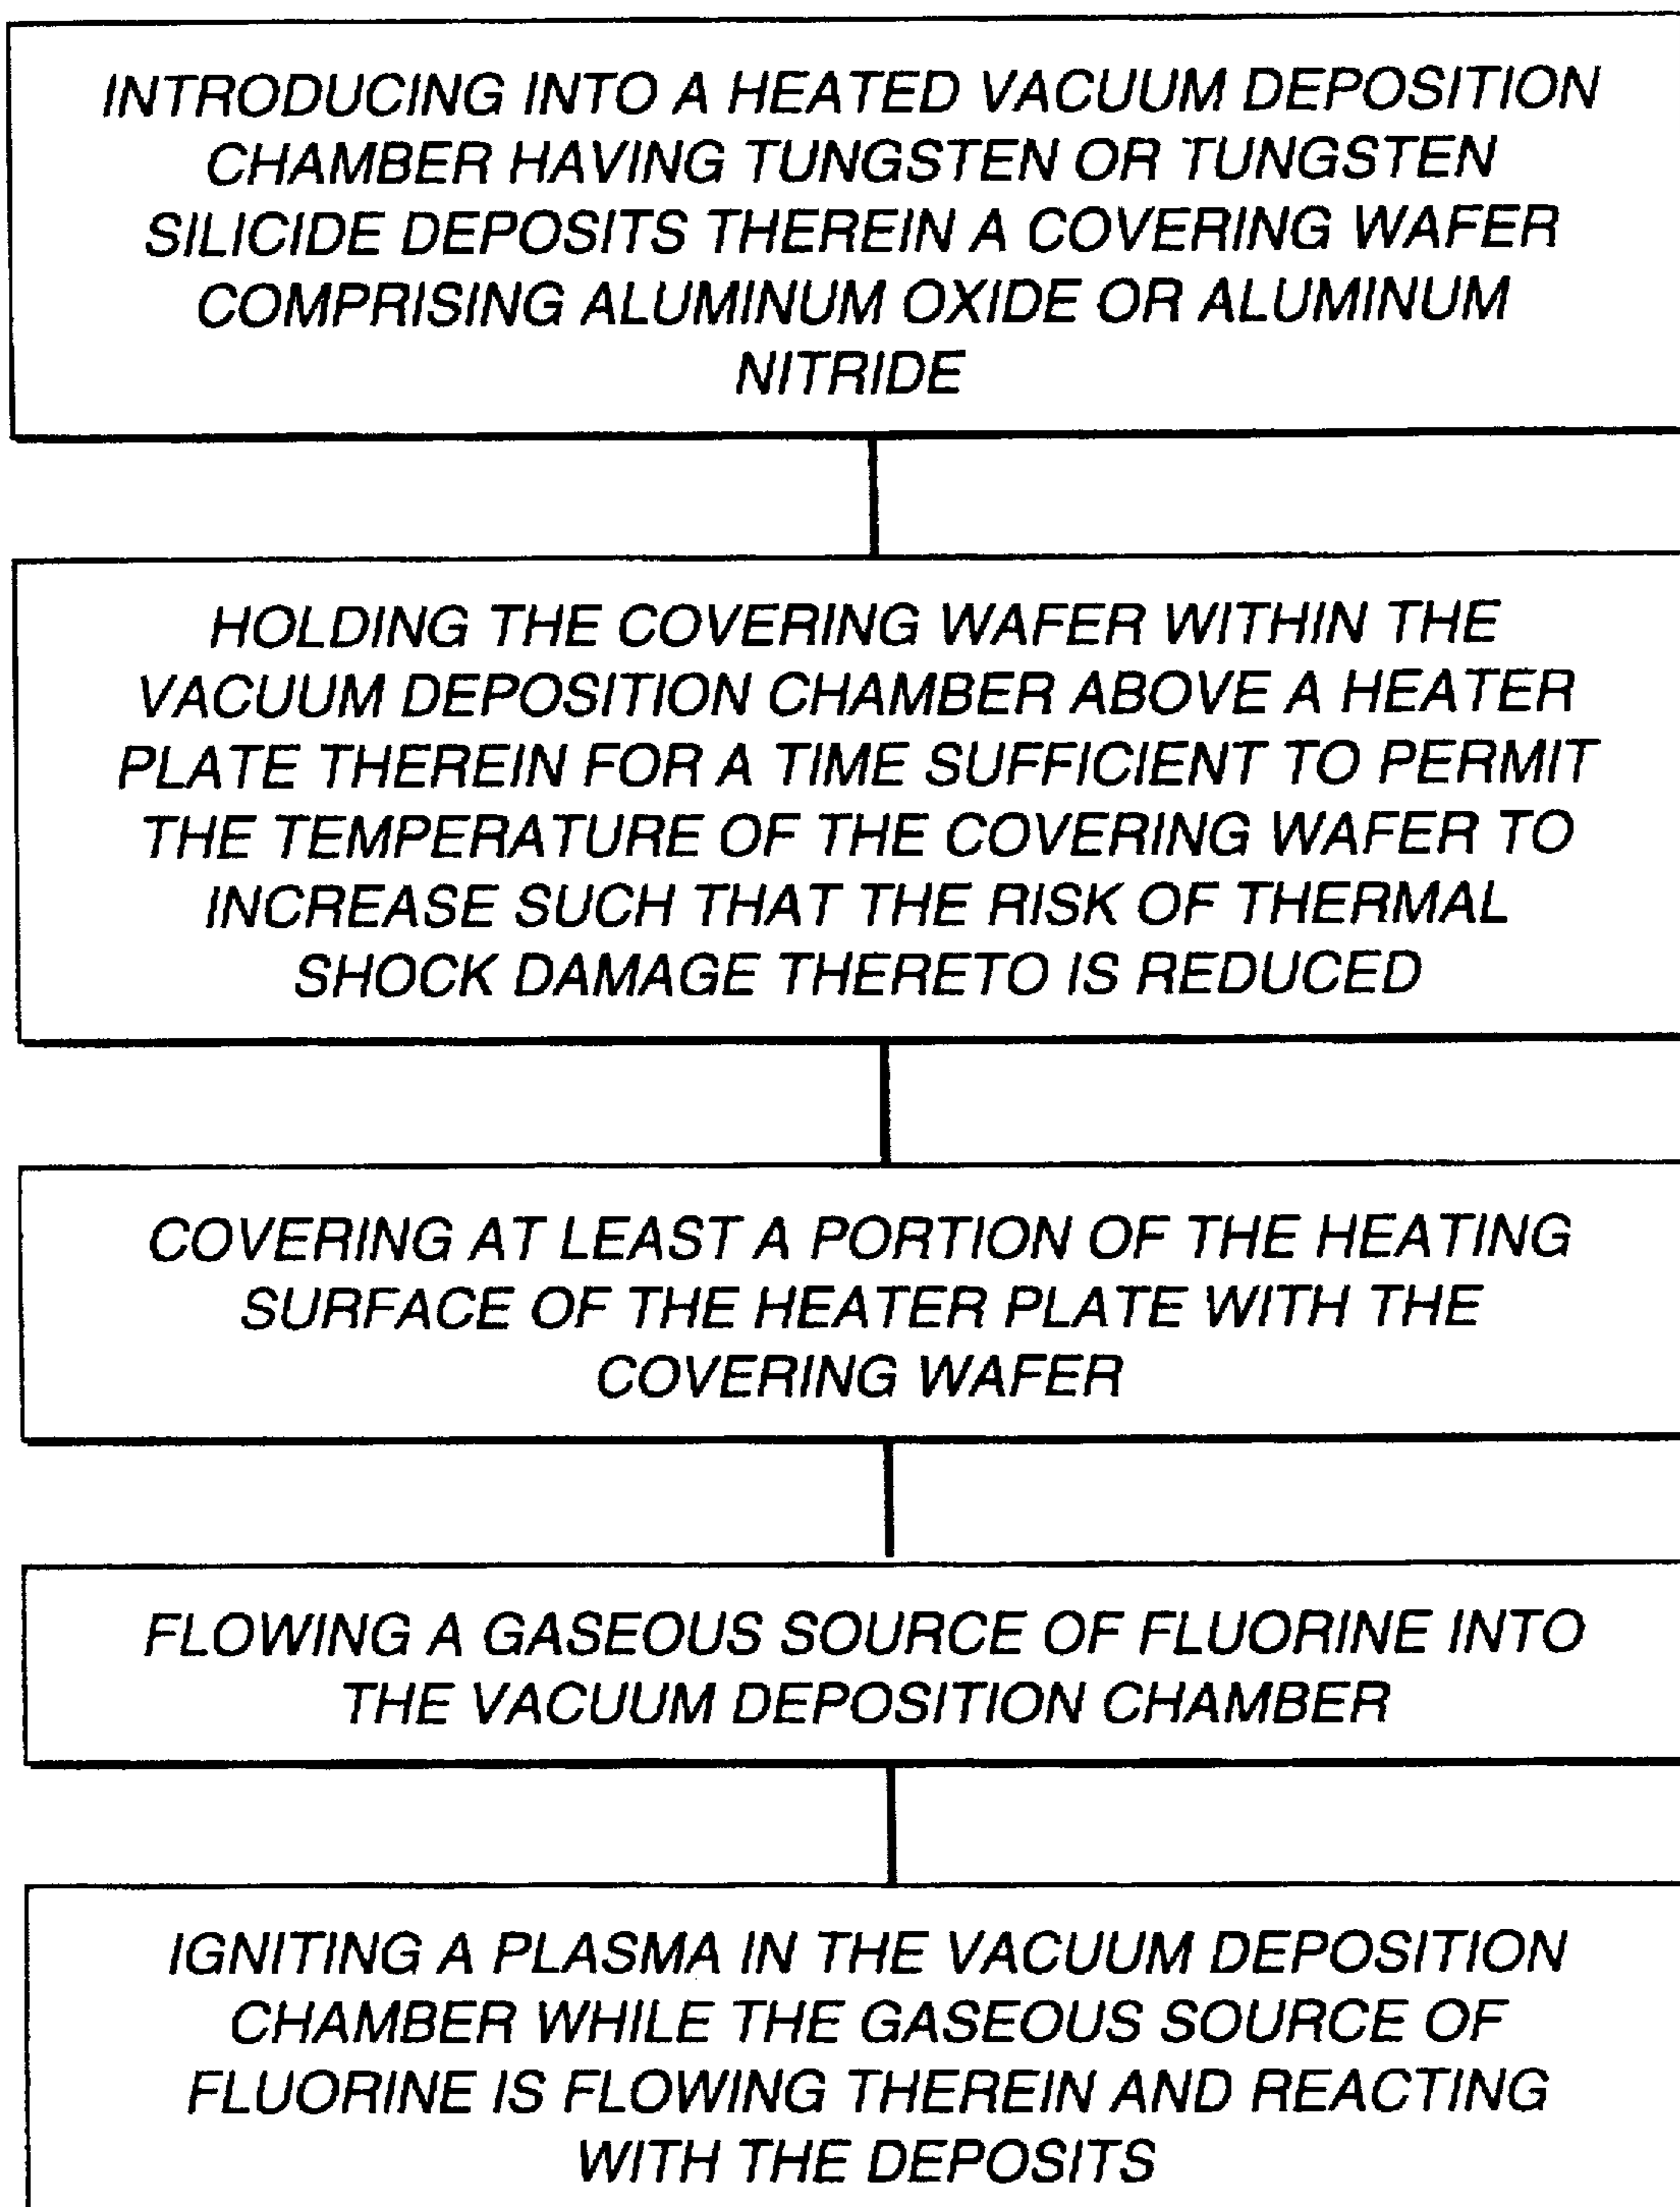 INTRODUCING INTO A HEATED VACUUM DEPOSITION
CHAMBER HAVING TUNGSTEN OR TUNGSTEN
SILICIDE DEPOSITS THEREIN A COVERING WAFER
COMPRISING ALUMINUM OXIDE OR ALUMINUM
NITRIDE
HOLDING THE COVERING WAFER WITHIN THE
VACUUM DEPOSITION CHAMBER ABOVE A HEATER
PLATE THEREIN FOR A TIME SUFFICIENT TO PERMIT
THE TEMPERATURE OF THE COVERING WAFER TO
INCREASE SUCH THAT THE RISK OF THERMAL
SHOCK DAMAGE THERETO IS REDUCED
COVERING AT LEAST A PORTION OF THE HEATING
SURFACE OF THE HEATER PLATE WITH THE
COVERING WAFER
FLOWING A GASEOUS SOURCE OF FLUORINE INTO
THE VACUUM DEPOSITION CHAMBER
IGNITING A PLASMA IN THE VACUUM DEPOSITION
CHAMBER WHILE THE GASEOUS SOURCE OF
FLUORINE IS FLOWING THEREIN AND REACTING
WITH THE DEPOSITS